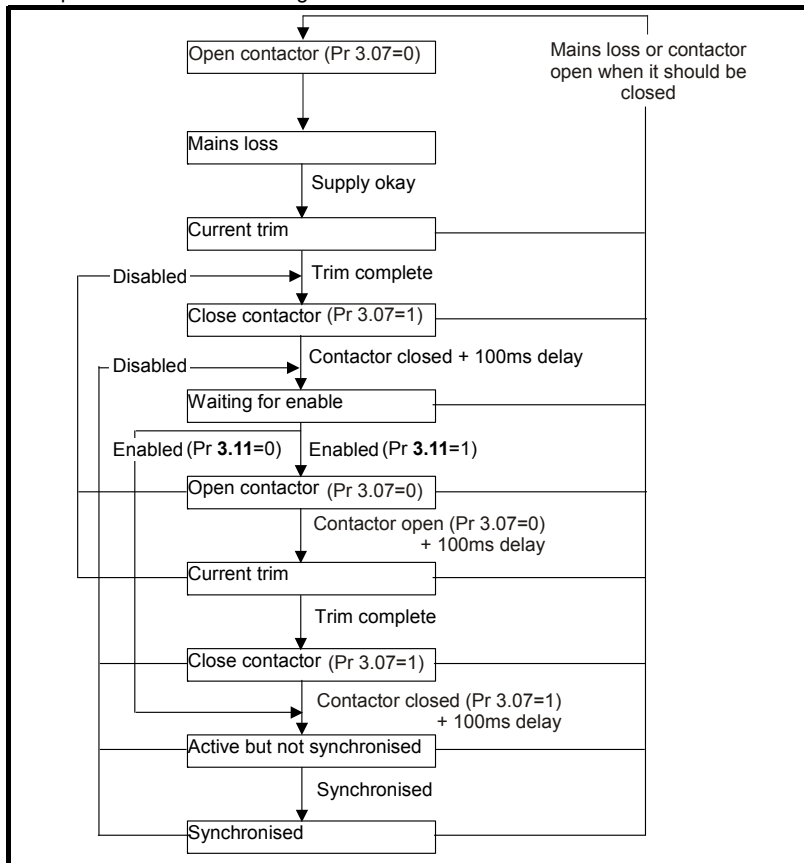 Open contactor (Pr 3.07=0)
Mains loss or contactor
open when it should be
closed
Mains loss
Supply okay
Current trim
Disabled
Trim complete
Close contactor (Pr 3.07=1)
Disabled
Contactor closed + 100ms delay
Waiting for enable
Enabled (Pr 3.11=0)
Enabled (Pr 3.11=1)
Open contactor (Pr 3.07=0)
Contactor open (Pr 3.07=0)
+ 100ms delay
Current trim
Trim complete
Close contactor (Pr 3.07=1)
Contactor closed (Pr 3.07=1)
+ 100ms delay
Active but not synchronised
Synchronised
Synchronised